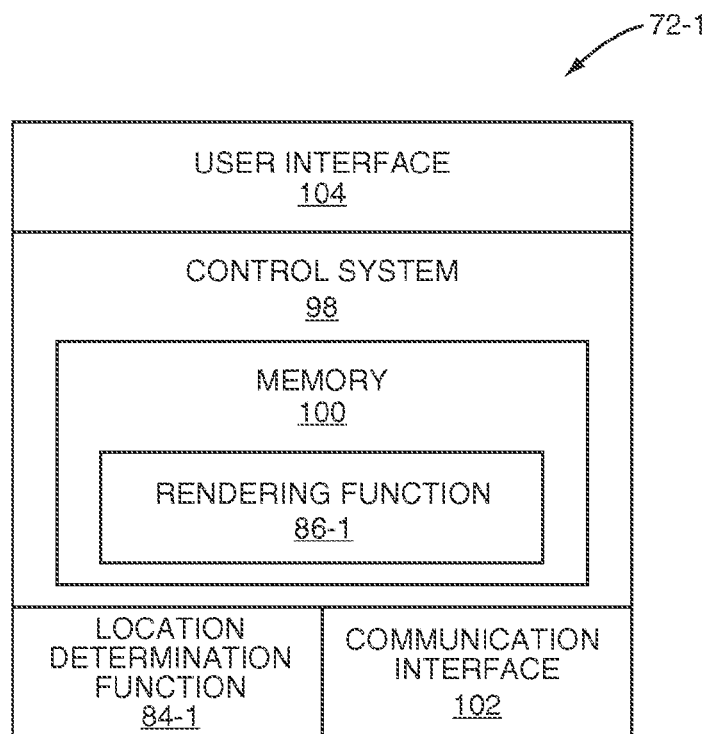 72-1
USER INTERFACE
104
CONTROL SYSTEM
98
MEMORY
100
RENDERING FUNCTION
86-1
LOCATION
DETERMINATION
FUNCTION
84-1
COMMUNICATION
INTERFACE
102